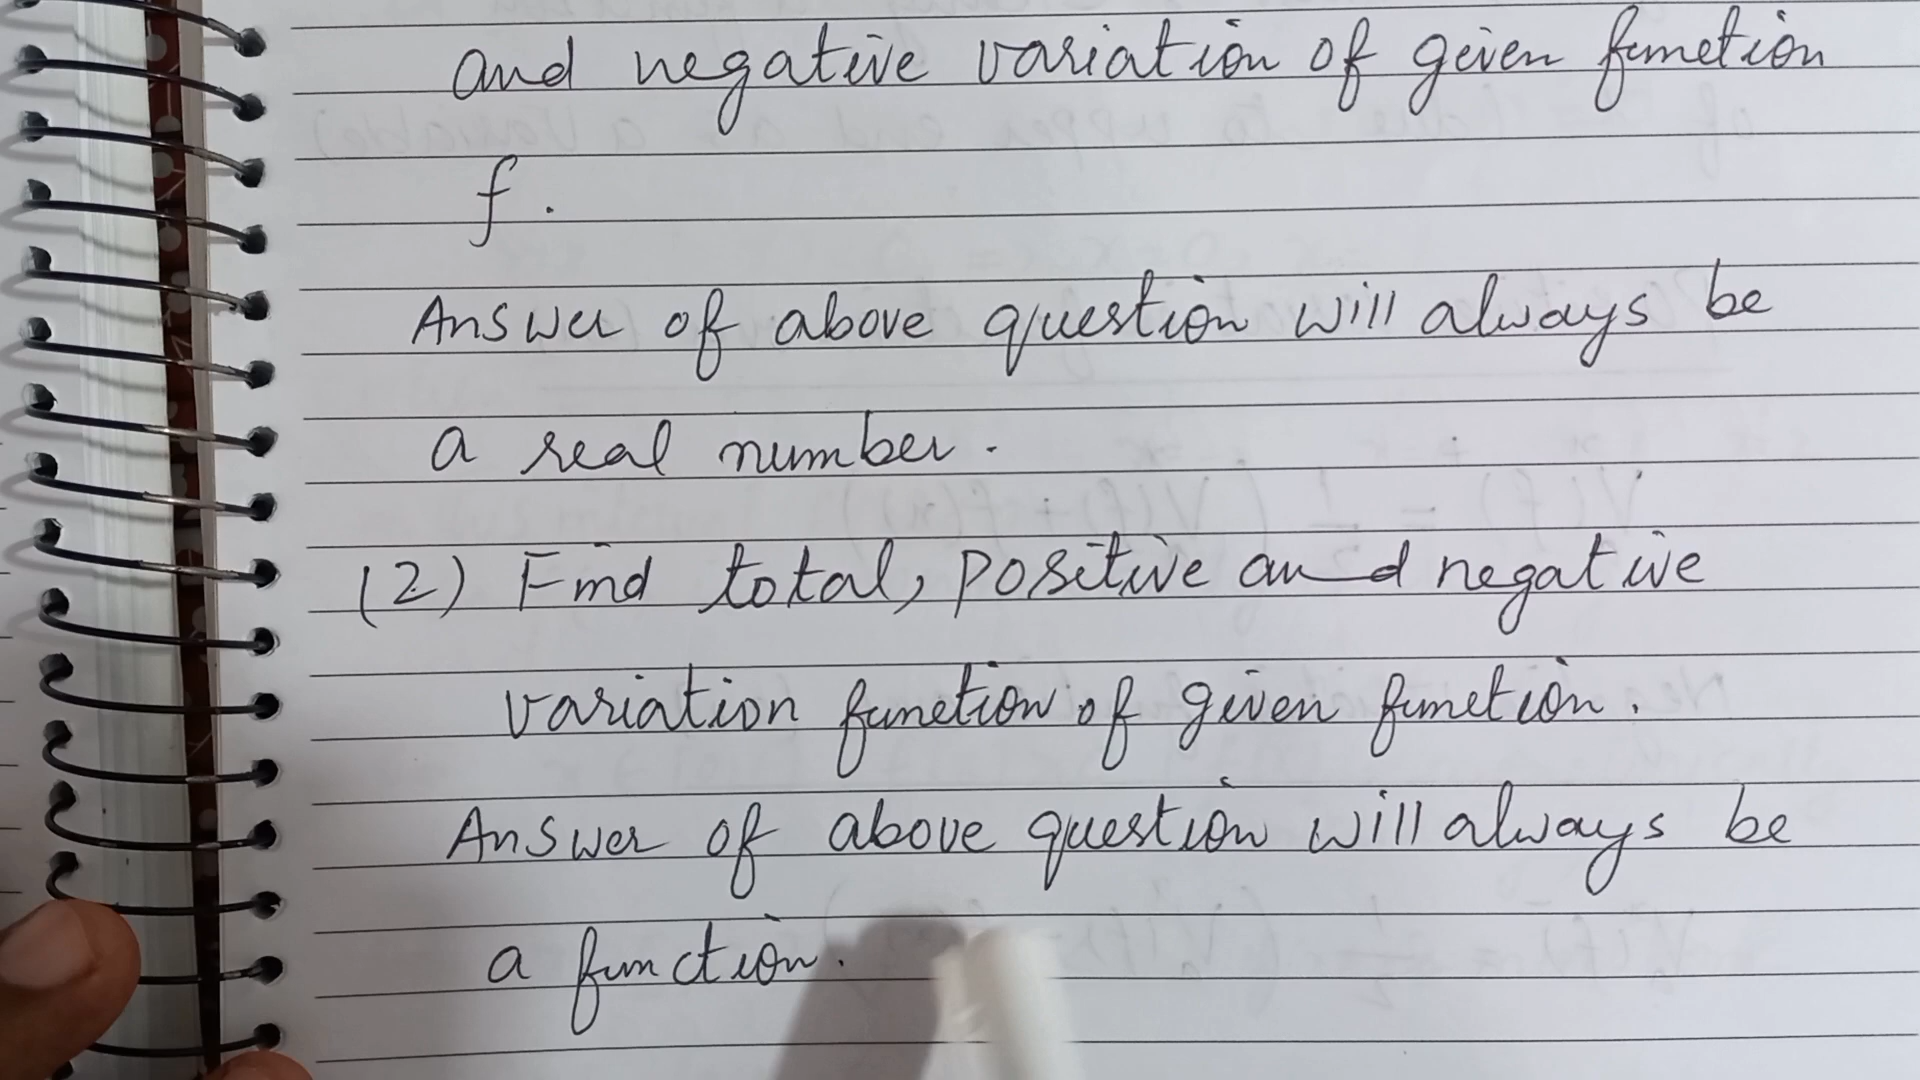 and negative variation of given function
f.
Answer of above question will always be
a real number.
(2) Find total, positive and negative
variation function of given function.
Answer of above question will always be
a function.